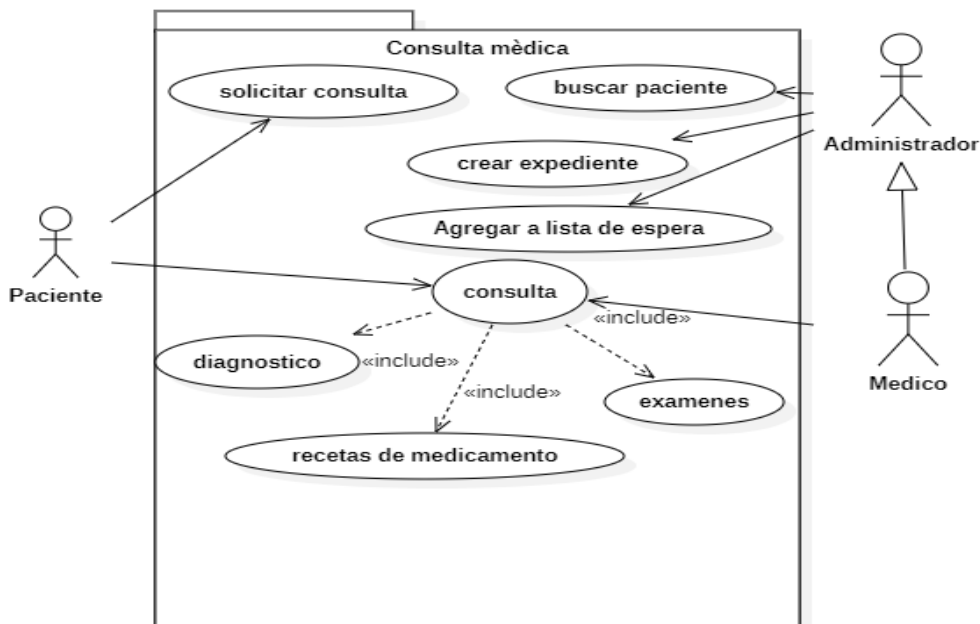 Consulta mèdica
solicitar consulta
buscar paciente
Administrador
crear expediente
Agregar a lista de espera
Paciente
consulta
«include»
diagnostico
«include»
Medico
«include»
examenes
recetas de medicamento